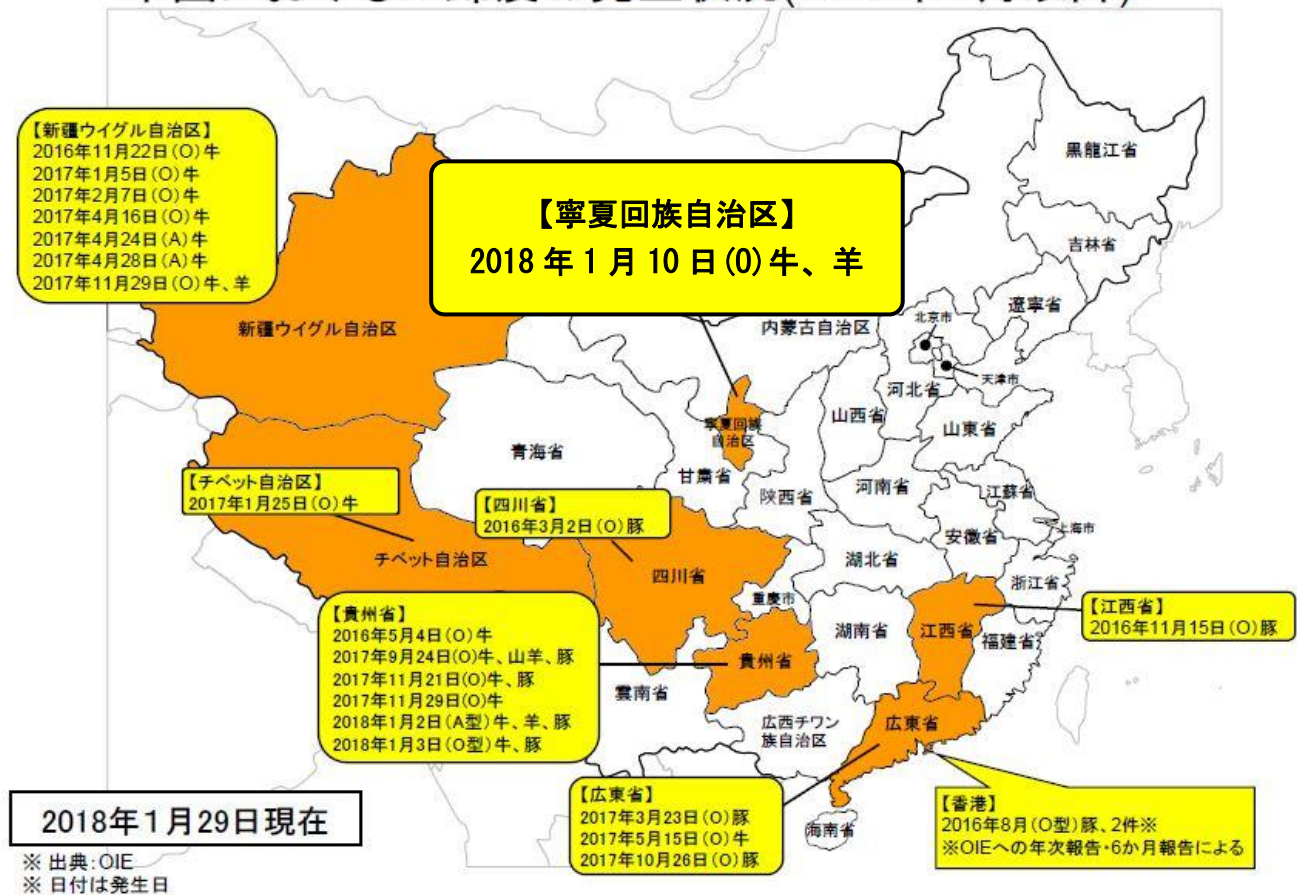 【新疆ウイグル自治区】
2016年11月22日(O)牛
2017年1月5日(O)牛
2017年2月7日(O)牛
2017年4月16日(O)牛
2017年4月24日(A)牛
2017年4月28日(A)牛
2017年11月29日(O)牛、羊
【寧夏回族自治区】
2018年1月10日(O)牛、羊
黒龍江省
吉林省
遼寧省
新疆ウイグル自治区
内蒙古自治区
北京市
天津市
河北省
山西省
山東省
寧夏回族
自治区
青海省
甘粛省
陝西省
河南省
江蘇省
上海市
安徽省
【チベット自治区】
2017年1月25日(O)牛
【四川省】
2016年3月2日(O)豚
チベット自治区
四川省
湖北省
浙江省
重慶市
【江西省】
2016年11月15日(O)豚
湖南省
江西省
福建省
【貴州省】
2016年5月4日(O)牛
2017年9月24日(O)牛、山羊、豚
2017年11月21日(O)牛、豚
2017年11月29日(O)牛
2018年1月2日(A型)牛、羊、豚
2018年1月3日(O型)牛、豚
貴州省
雲南省
広西チワン
族自治区
広東省
【広東省】
2017年3月23日(O)豚
2017年5月15日(O)牛
2017年10月26日(O)豚
海南省
【香港】
2016年8月(O型)豚、2件※
※OIEへの年次報告・6か月報告による
2018年1月29日現在
※ 出典:OIE
※ 日付は発生日